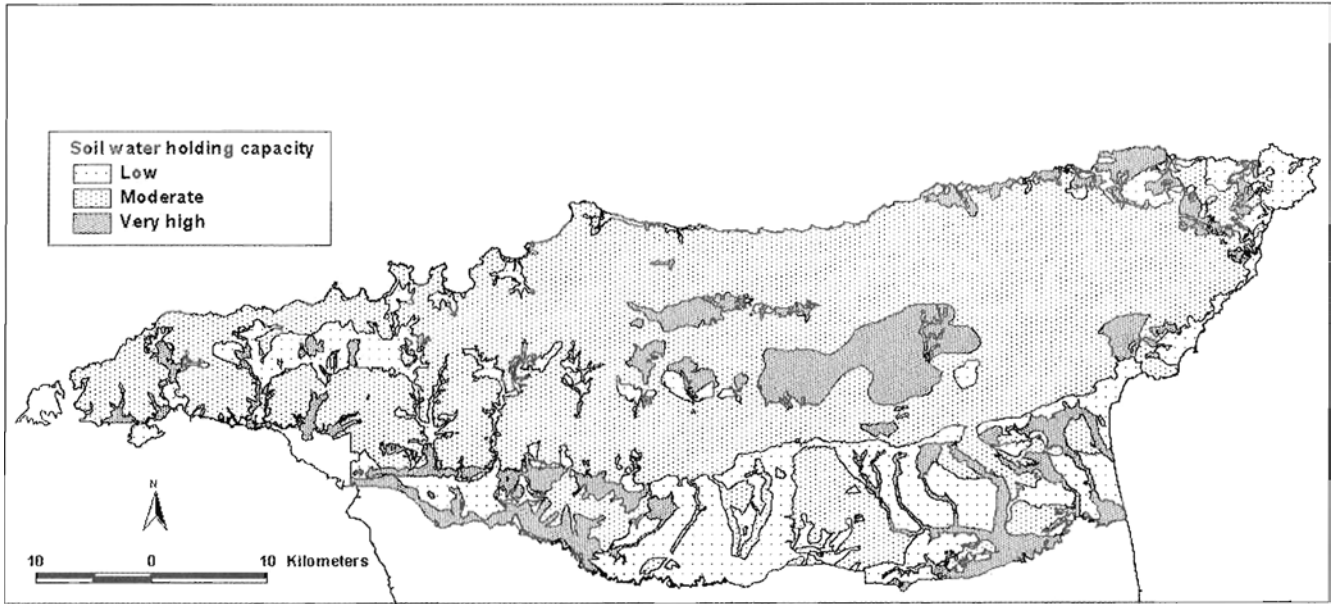 Soil water holding capacity
Low
Moderate
Very high
N
10 0 10 Kilometers